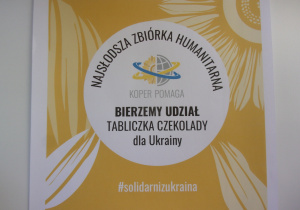 NAJSŁODSZA ZBIÓRKA HUMANITARNA
KOPER POMAGA
BIERZEMY UDZIAŁ
TABLICZKA CZEKOLADY
dla Ukrainy
#solidarnizukraina